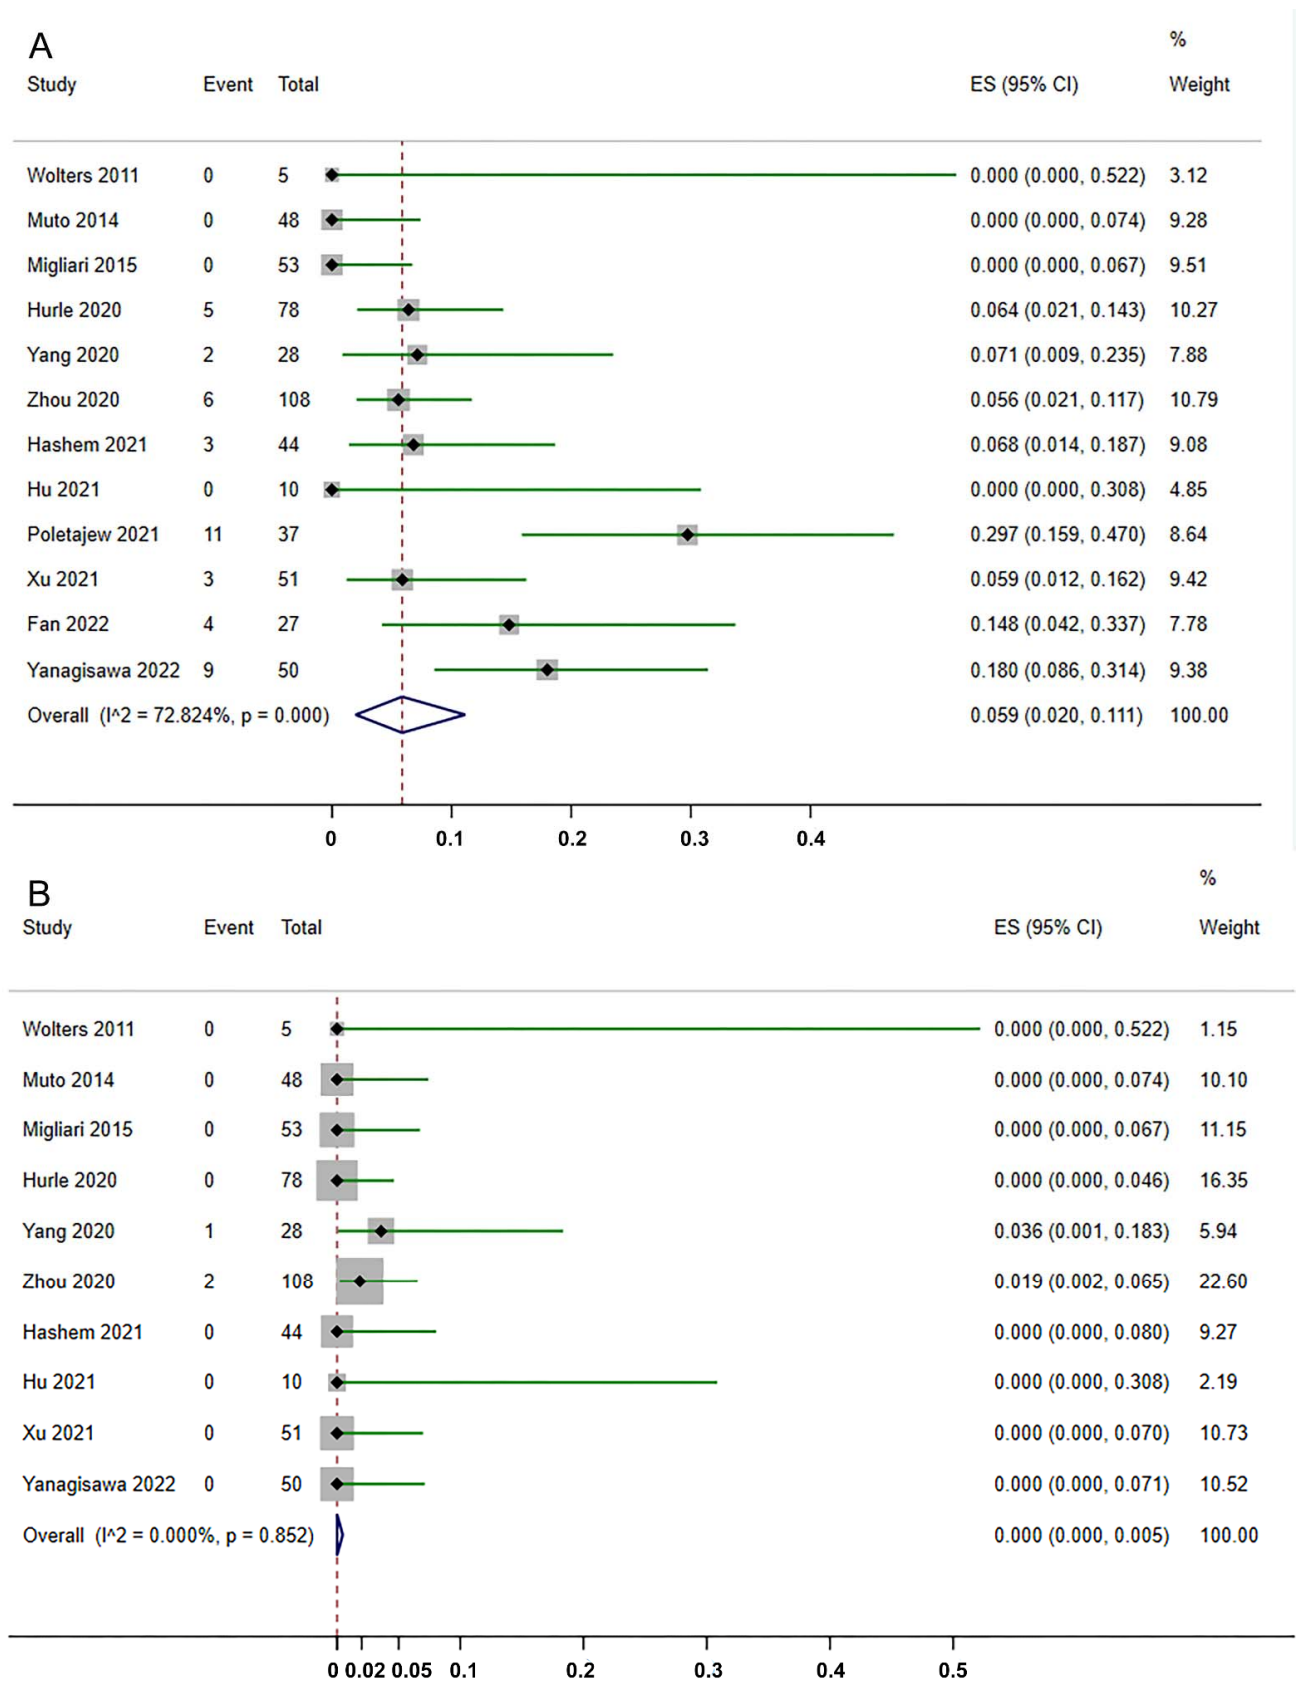 A
%
Study Event Total ES (95% CI) Weight
Wolters 2011 0 5 0.000 (0.000, 0.522) 3.12
Muto 2014 0 48 0.000 (0.000, 0.074) 9.28
Migliari 2015 0 53 0.000 (0.000, 0.067) 9.51
Hurle 2020 5 78 0.064 (0.021, 0.143) 10.27
Yang 2020 2 28 0.071 (0.009, 0.235) 7.88
Zhou 2020 6 108 0.056 (0.021, 0.117) 10.79
Hashem 2021 3 44 0.068 (0.014, 0.187) 9.08
Hu 2021 0 10 0.000 (0.000, 0.308) 4.85
Poletajew 2021 11 37 0.297 (0.159, 0.470) 8.64
Xu 2021 3 51 0.059 (0.012, 0.162) 9.42
Fan 2022 4 27 0.148 (0.042, 0.337) 7.78
Yanagisawa 2022 9 50 0.180 (0.086, 0.314) 9.38
Overall (I^2 = 72.824%, p = 0.000) 0.059 (0.020, 0.111) 100.00
0 0.1 0.2 0.3 0.4
B
%
Study Event Total ES (95% CI) Weight
Wolters 2011 0 5 0.000 (0.000, 0.522) 1.15
Muto 2014 0 48 0.000 (0.000, 0.074) 10.10
Migliari 2015 0 53 0.000 (0.000, 0.067) 11.15
Hurle 2020 0 78 0.000 (0.000, 0.046) 16.35
Yang 2020 1 28 0.036 (0.001, 0.183) 5.94
Zhou 2020 2 108 0.019 (0.002, 0.065) 22.60
Hashem 2021 0 44 0.000 (0.000, 0.080) 9.27
Hu 2021 0 10 0.000 (0.000, 0.308) 2.19
Xu 2021 0 51 0.000 (0.000, 0.070) 10.73
Yanagisawa 2022 0 50 0.000 (0.000, 0.071) 10.52
Overall (I^2 = 0.000%, p = 0.852) 0.000 (0.000, 0.005) 100.00
0 0.02 0.05 0.1 0.2 0.3 0.4 0.5